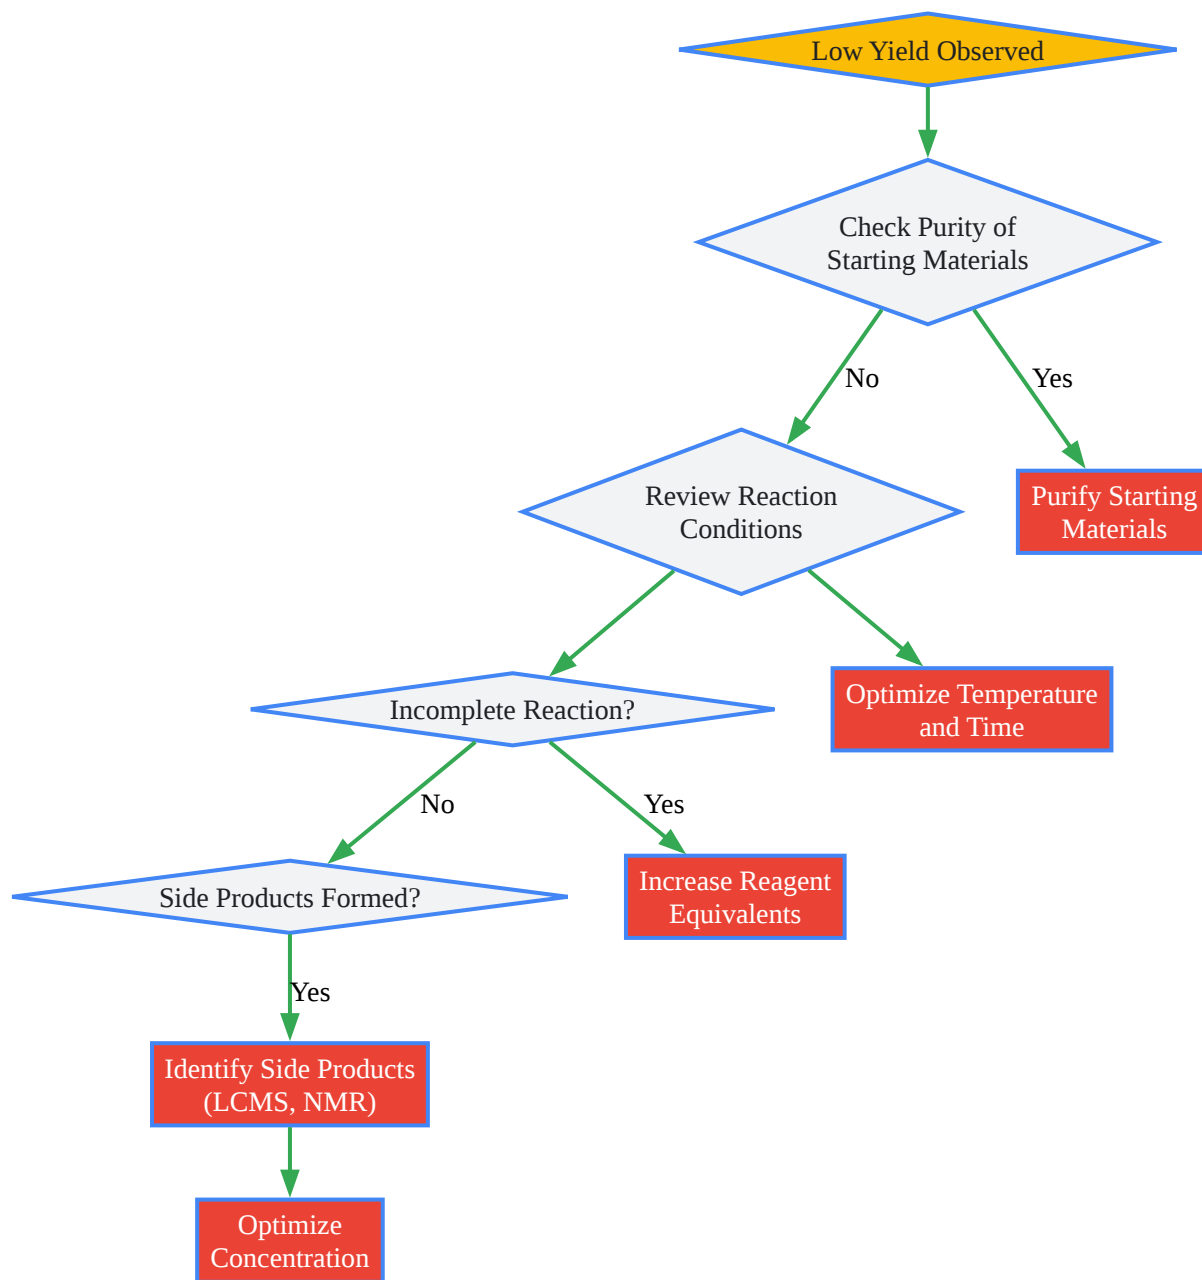 Low Yield Observed
Check Purity of
Starting Materials
No
Yes
Review Reaction
Conditions
Purify Starting
Materials
Incomplete Reaction?
Optimize Temperature
and Time
No
Yes
Side Products Formed?
Increase Reagent
Equivalents
Yes
Identify Side Products
(LCMS, NMR)
Optimize
Concentration